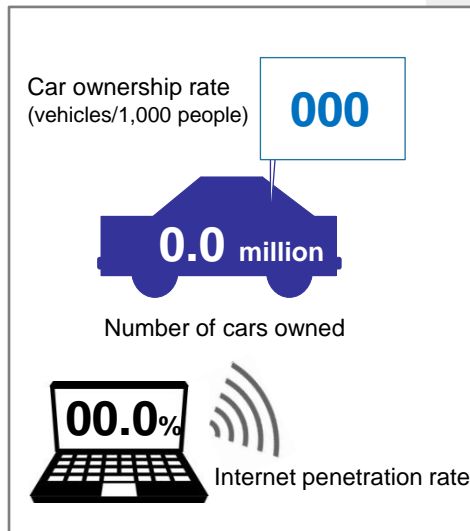 Car ownership rate
(vehicles/1,000 people)
000
0.0 million
Number of cars owned
00.0%
Internet penetration rate